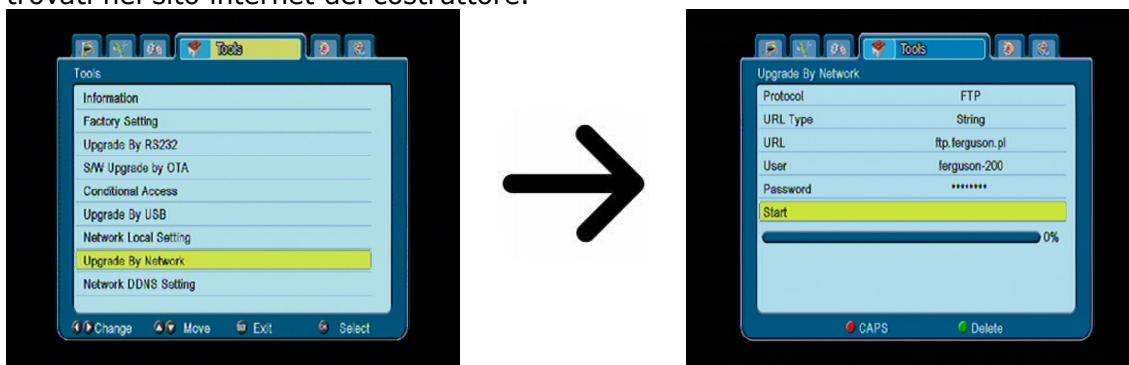 trovati nel sito internet del costruttore.
Tools
Tools
Information
Factory Setting
Upgrade By RS232
S/W Upgrade by OTA
Conditional Access
Upgrade By USB
Network Local Setting
Upgrade By Network
Network DDNS Setting
Change Move Exit Select
Tools
Upgrade By Network
Protocol FTP
URL Type String
URL ftp.ferguson.pl
User ferguson-200
Password ********
Start
0%
CAPS Delete